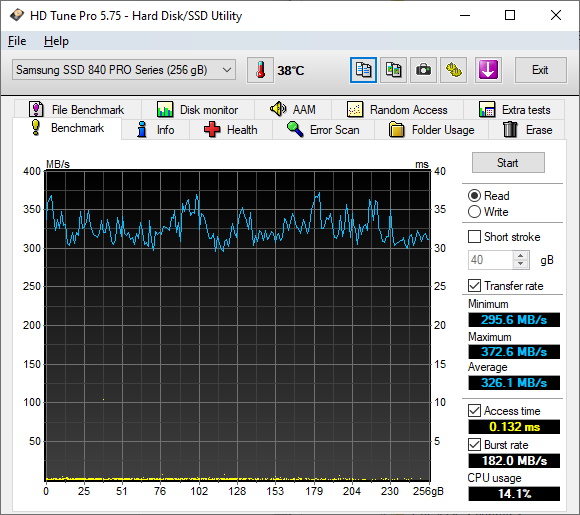 HD Tune Pro 5.75 - Hard Disk/SSD Utility
File Help
Samsung SSD 840 PRO Series (256 gB) 38°C Exit
File Benchmark Disk monitor AAM Random Access Extra tests
Benchmark Info Health Error Scan Folder Usage Erase
MB/s ms
400 40
350 35
300 30
250 25
200 20
150 15
100 10
50 5
0 25 51 76 102 128 153 179 204 230 256gB
Start
Read
Write
Short stroke
40 gB
Transfer rate
Minimum
295.6 MB/s
Maximum
372.6 MB/s
Average
326.1 MB/s
Access time
0.132 ms
Burst rate
182.0 MB/s
CPU usage
14.1%